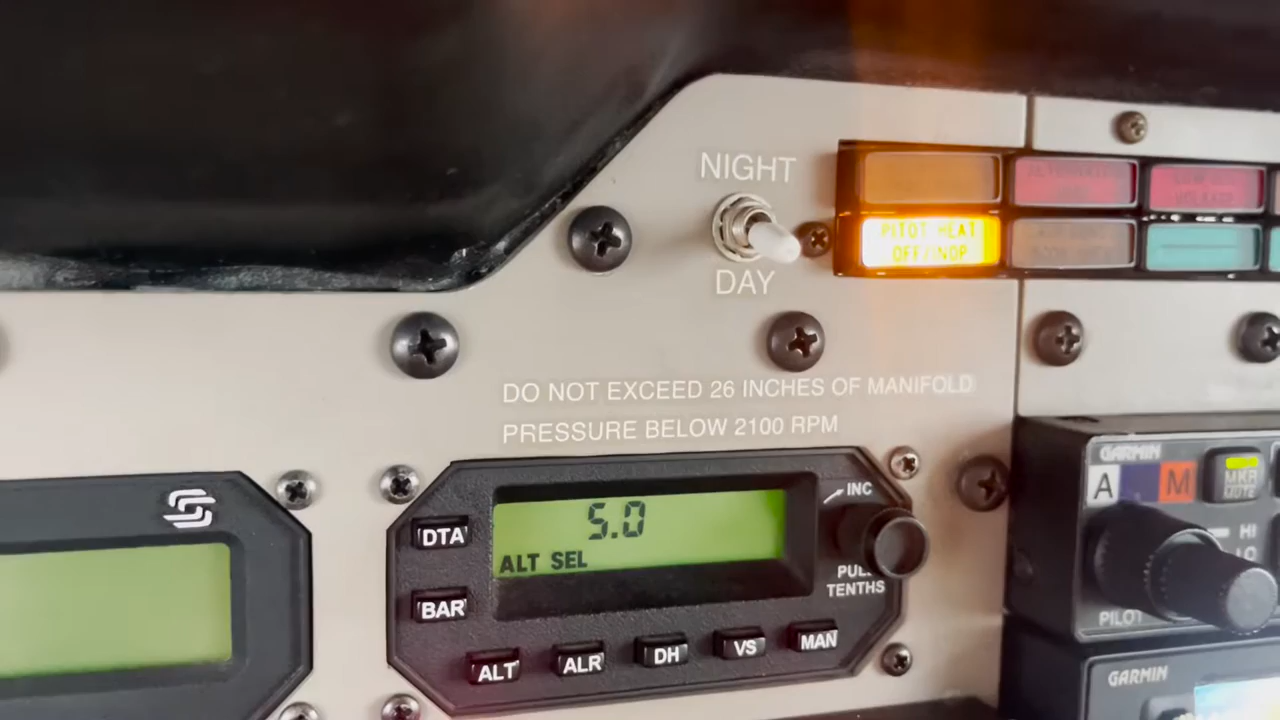 NIGHT
PITOT HEAT
OFF/INOP
DAY
DO NOT EXCEED 26 INCHES OF MANIFOLD
PRESSURE BELOW 2100 RPM
GARMIN
A M
MKR
MUTE
HI
LO
PILOT
INC
5.0
ALT SEL
DTA
BAR
PULL
TENTHS
ALT
ALR
DH
VS
MAN
GARMIN